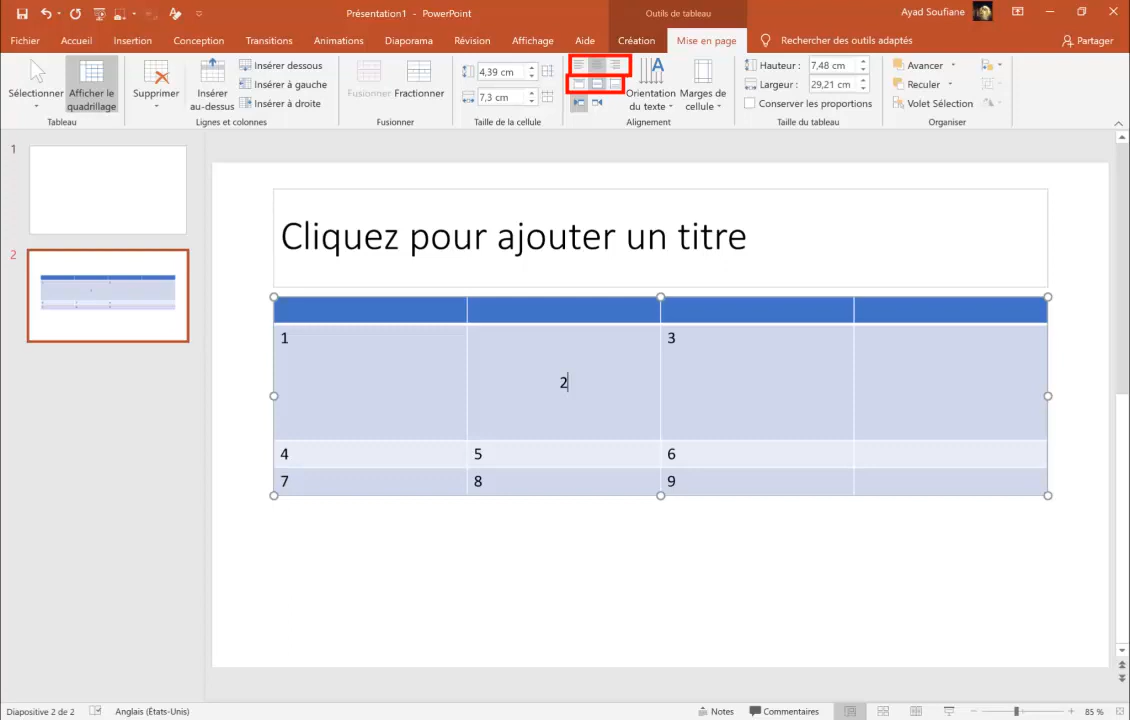 Présentation1 - PowerPoint
Outils de tableau
Ayad Soufiane
Fichier Accueil Insertion Conception Transitions Animations Diaporama Révision Affichage Aide Création Mise en page Rechercher des outils adaptés Partager
Sélectionner
Afficher le quadrillage
Tableau
Supprimer
Insérer au-dessus
Insérer dessous
Insérer à gauche
Insérer à droite
Lignes et colonnes
Fusionner Fractionner
Fusionner
4,39 cm
7,3 cm
Taille de la cellule
Orientation du texte
Marges de cellule
Alignement
Hauteur : 7,48 cm
Largeur : 29,21 cm
Conserver les proportions
Taille du tableau
Avancer
Reculer
Volet Sélection
Organiser
1
2
Cliquez pour ajouter un titre
1 2 3
4 5 6
7 8 9
Diapositive 2 de 2 Anglais (États-Unis) Notes Commentaires 85 %